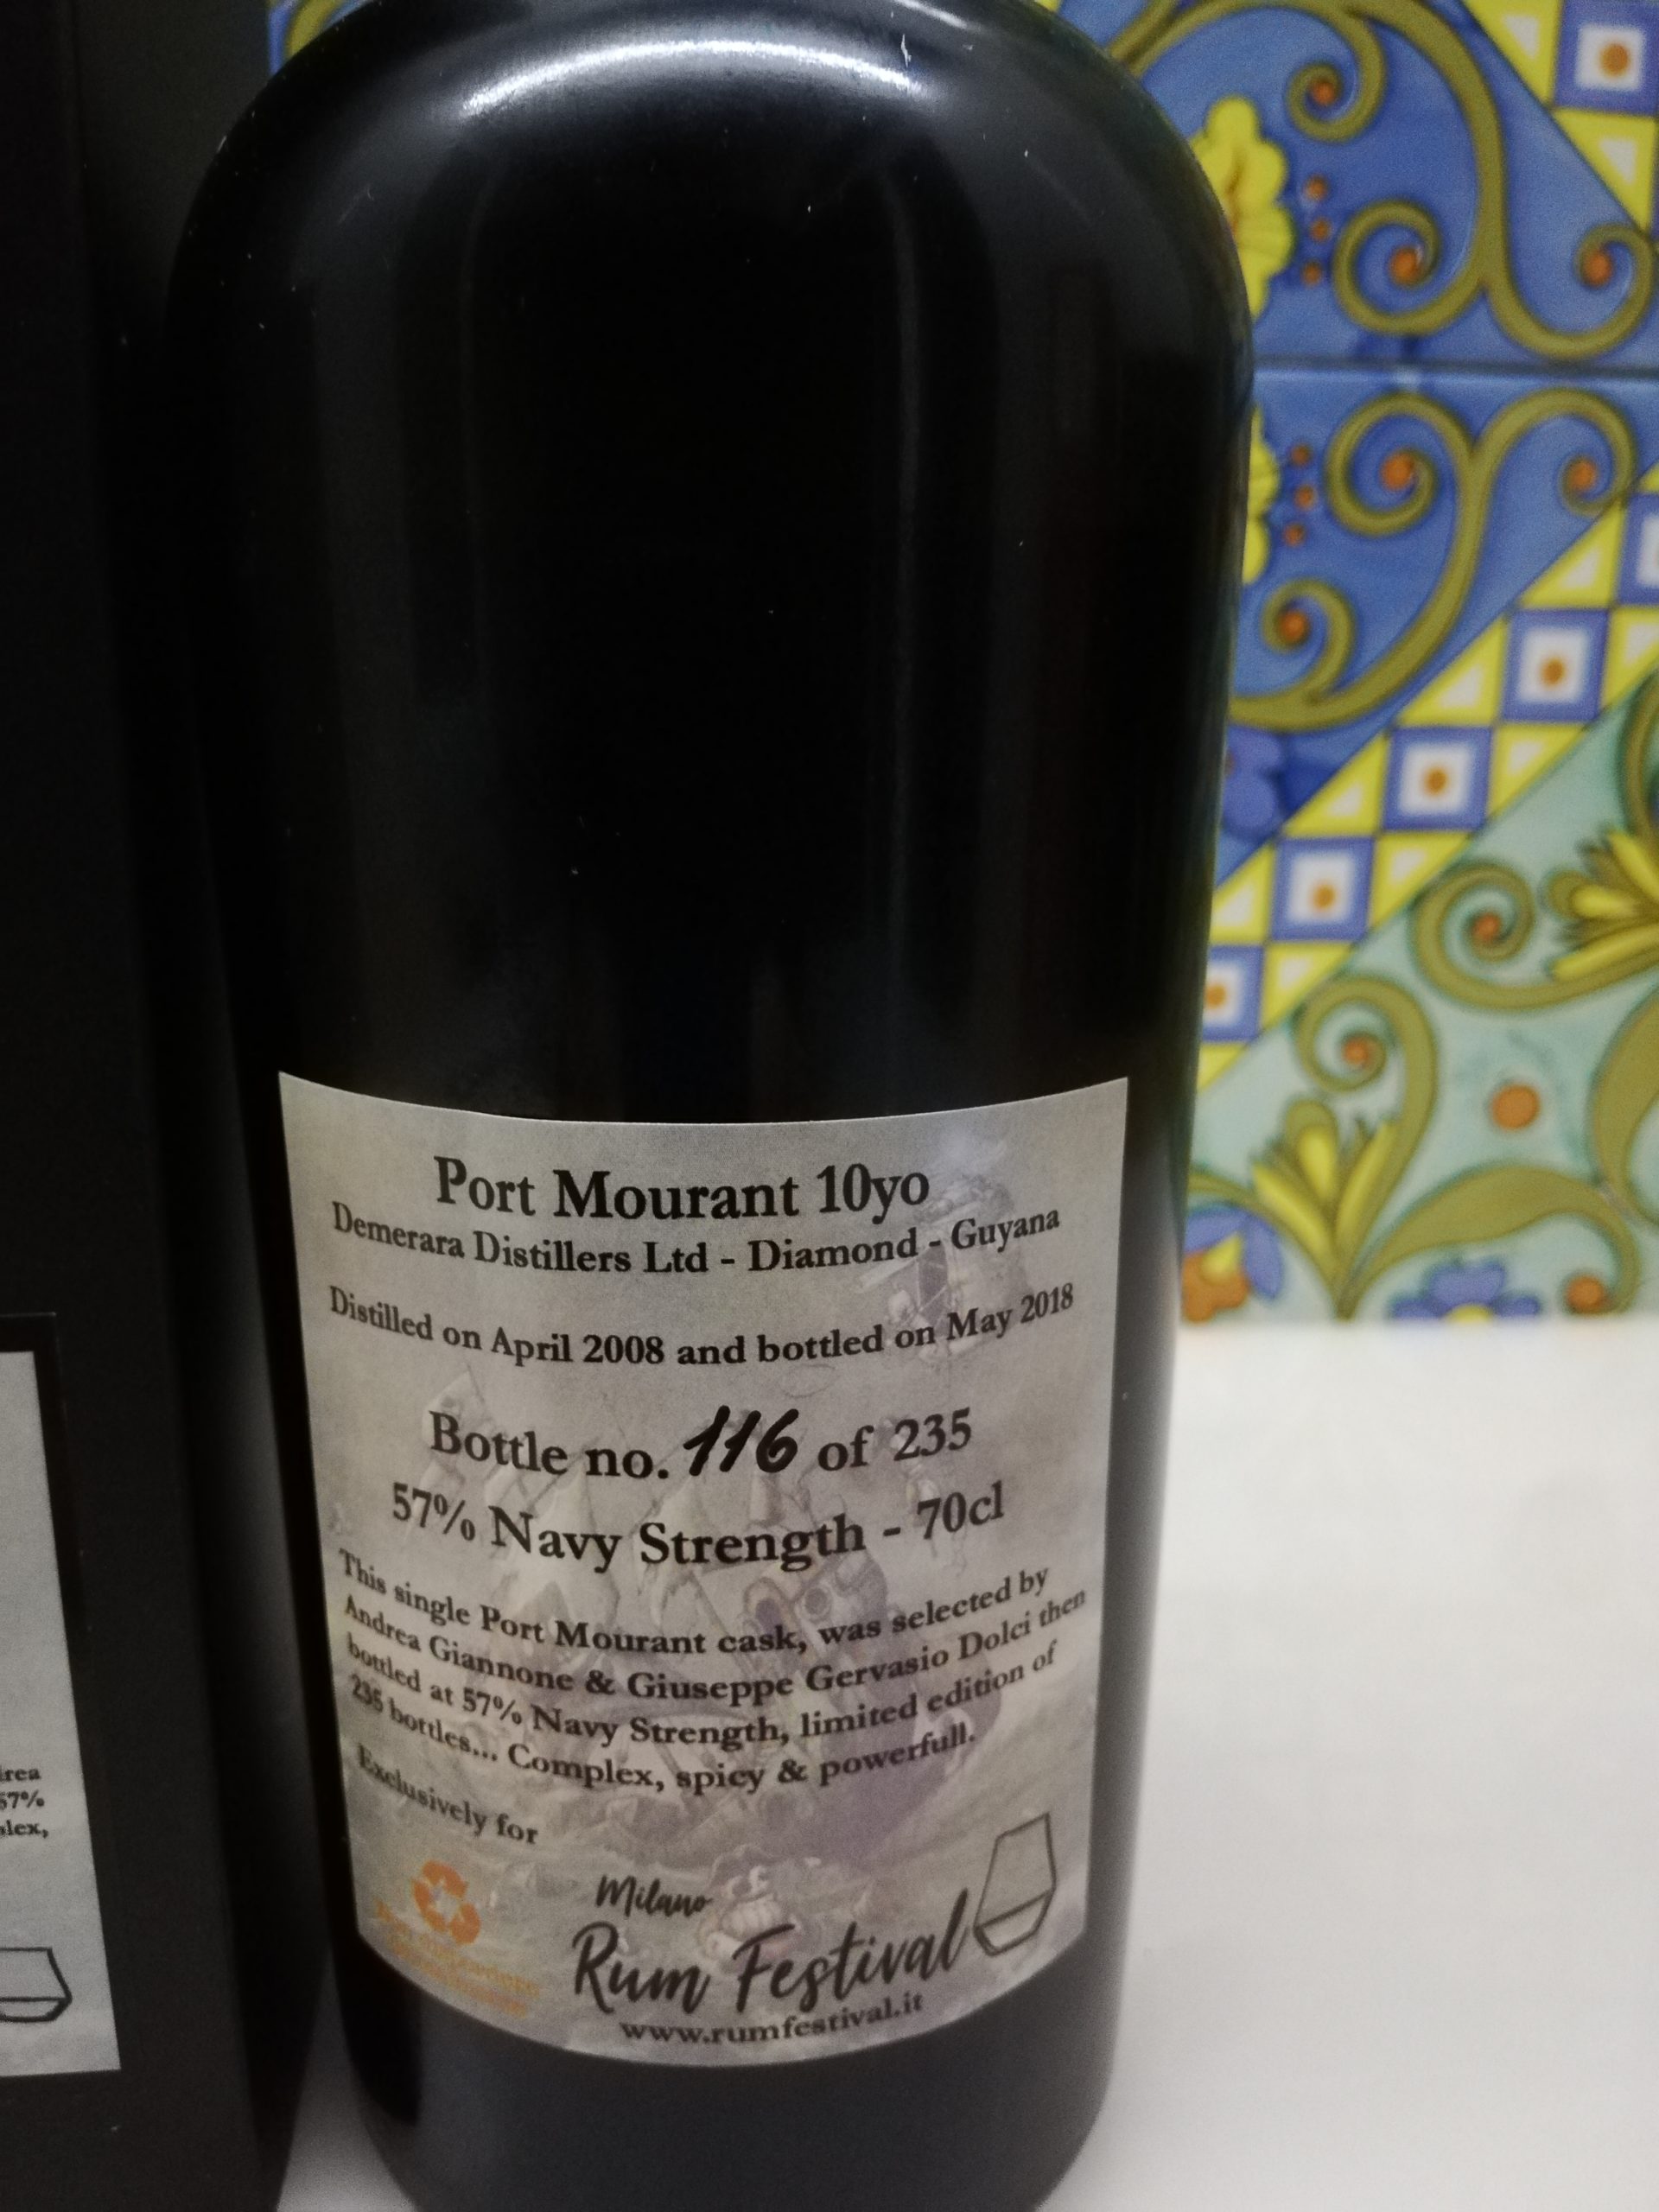 Port Mourant 10yo
Demerara Distillers Ltd - Diamond - Guyana
Distilled on April 2008 and bottled on May 2018
Bottle no. 116 of 235
57% Navy Strength - 70cl
This single Port Mourant cask, was selected by
Andrea Giannone & Giuseppe Gervasio Dolci then
bottled at 57% Navy Strength, limited edition of
235 bottles... Complex, spicy & powerfull.
Exclusively for
Milano
Rum Festival
www.rumfestival.it
57%